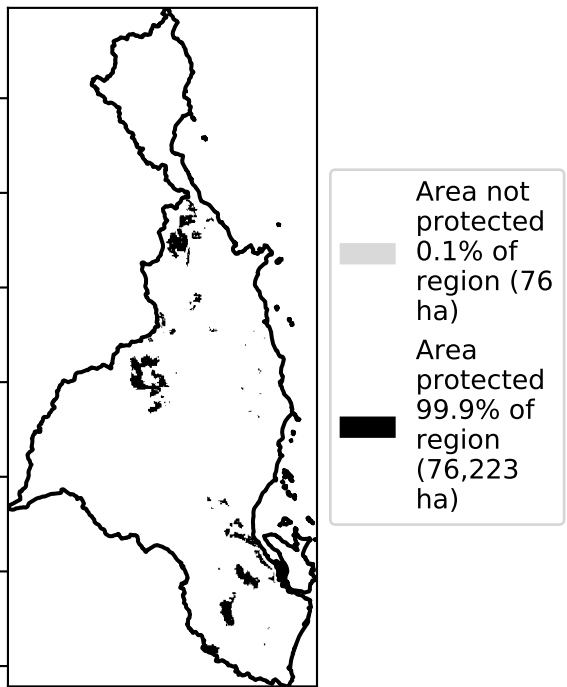 Area not
protected
0.1% of
region (76
ha)
Area
protected
99.9% of
region
(76,223
ha)